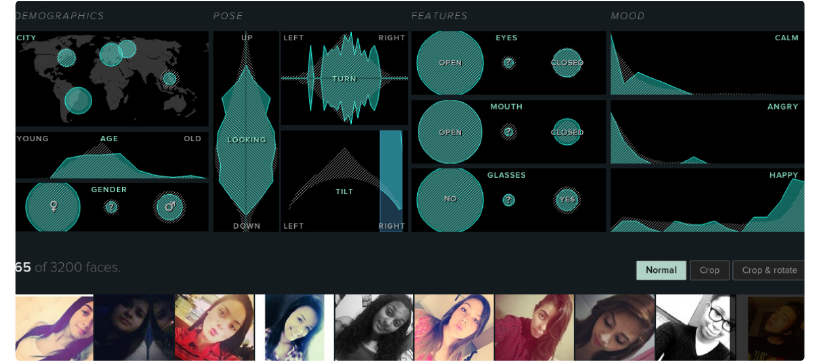 DEMOGRAPHICS
POSE
FEATURES
MOOD
CITY
YOUNG AGE OLD
GENDER
♀ ? ♂
UP
LOOKING
DOWN
LEFT RIGHT
TURN
TILT
LEFT RIGHT
EYES
OPEN ? CLOSED
MOUTH
OPEN ? CLOSED
GLASSES
NO ? YES
CALM
ANGRY
HAPPY
65 of 3200 faces.
Normal Crop Crop & rotate